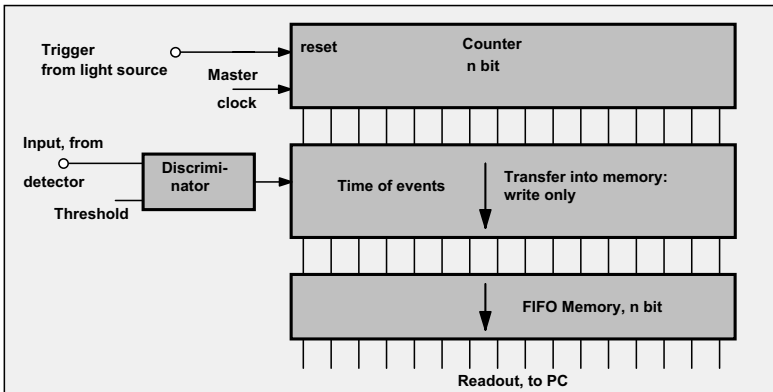 Trigger
from light source
reset
Counter
n bit
Master
clock
Input, from
detector
Threshold
Discrimi-
nator
Time of events
Transfer into memory:
write only
FIFO Memory, n bit
Readout, to PC